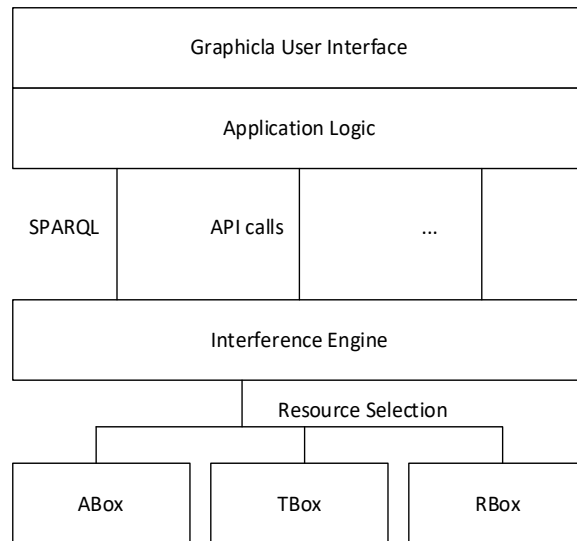 Graphicla User Interface
Application Logic
SPARQL
API calls
...
Interference Engine
Resource Selection
ABox
TBox
RBox